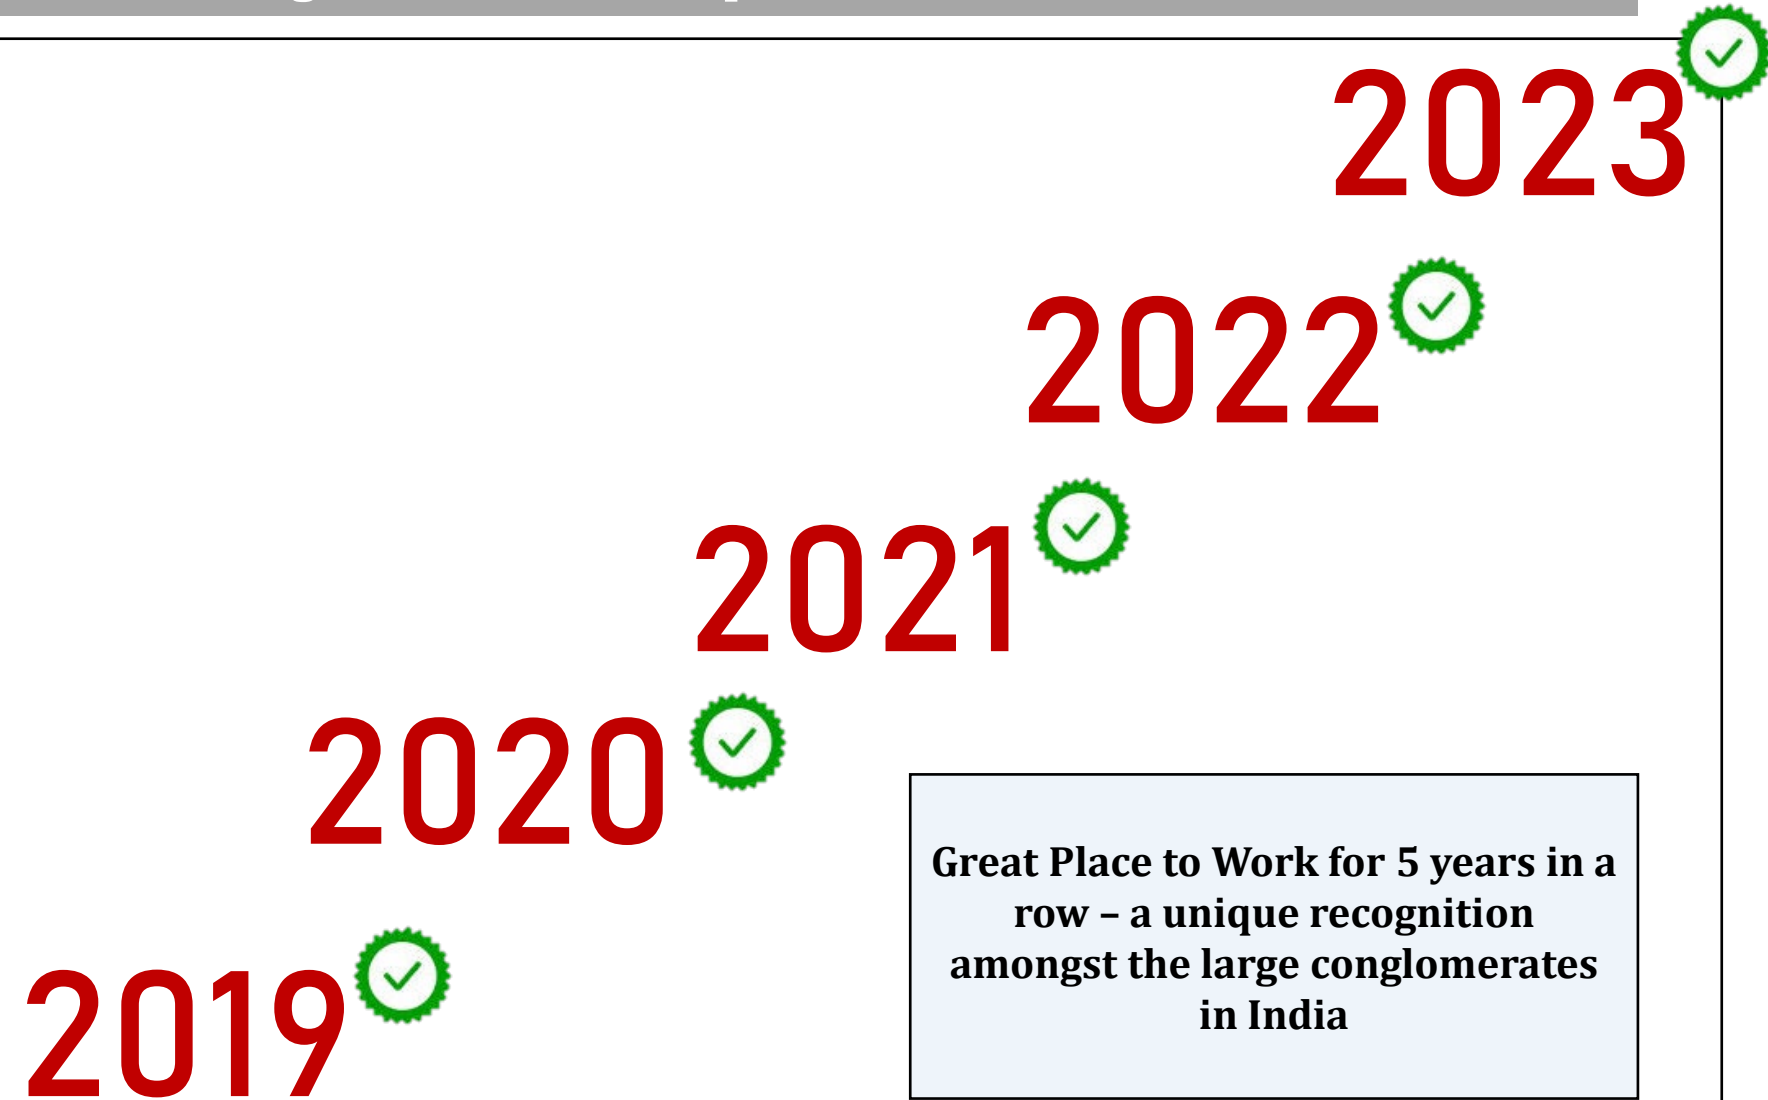 2023
2022
2021
2020
2019
Great Place to Work for 5 years in a
row – a unique recognition
amongst the large conglomerates
in India